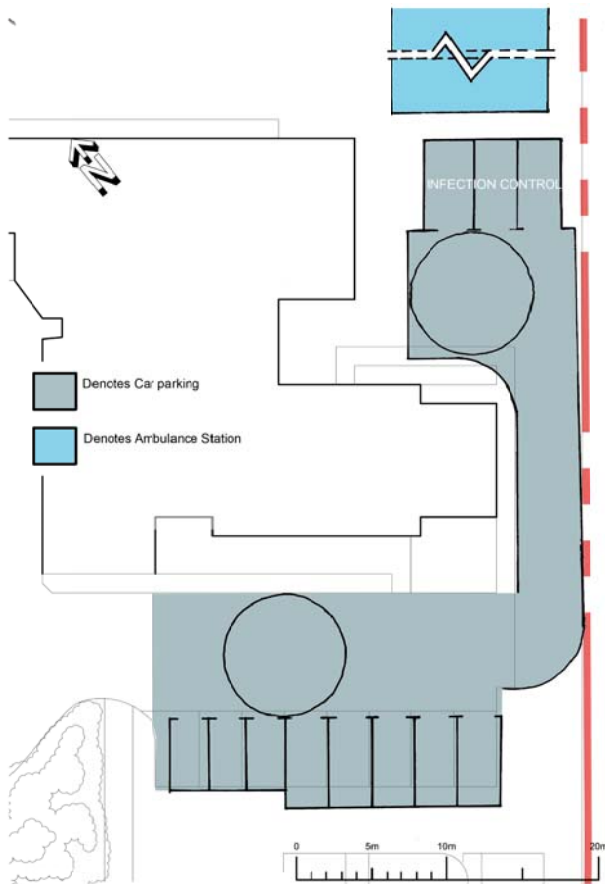 N
INFECTION CONTROL
Denotes Car parking
Denotes Ambulance Station
0 5m 10m 20m